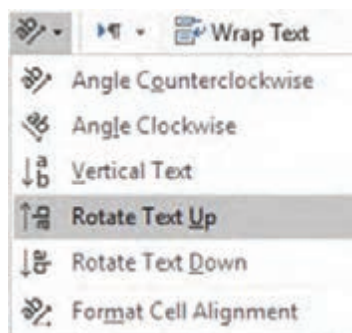 Wrap Text
Angle Counterclockwise
Angle Clockwise
Vertical Text
Rotate Text Up
Rotate Text Down
Format Cell Alignment